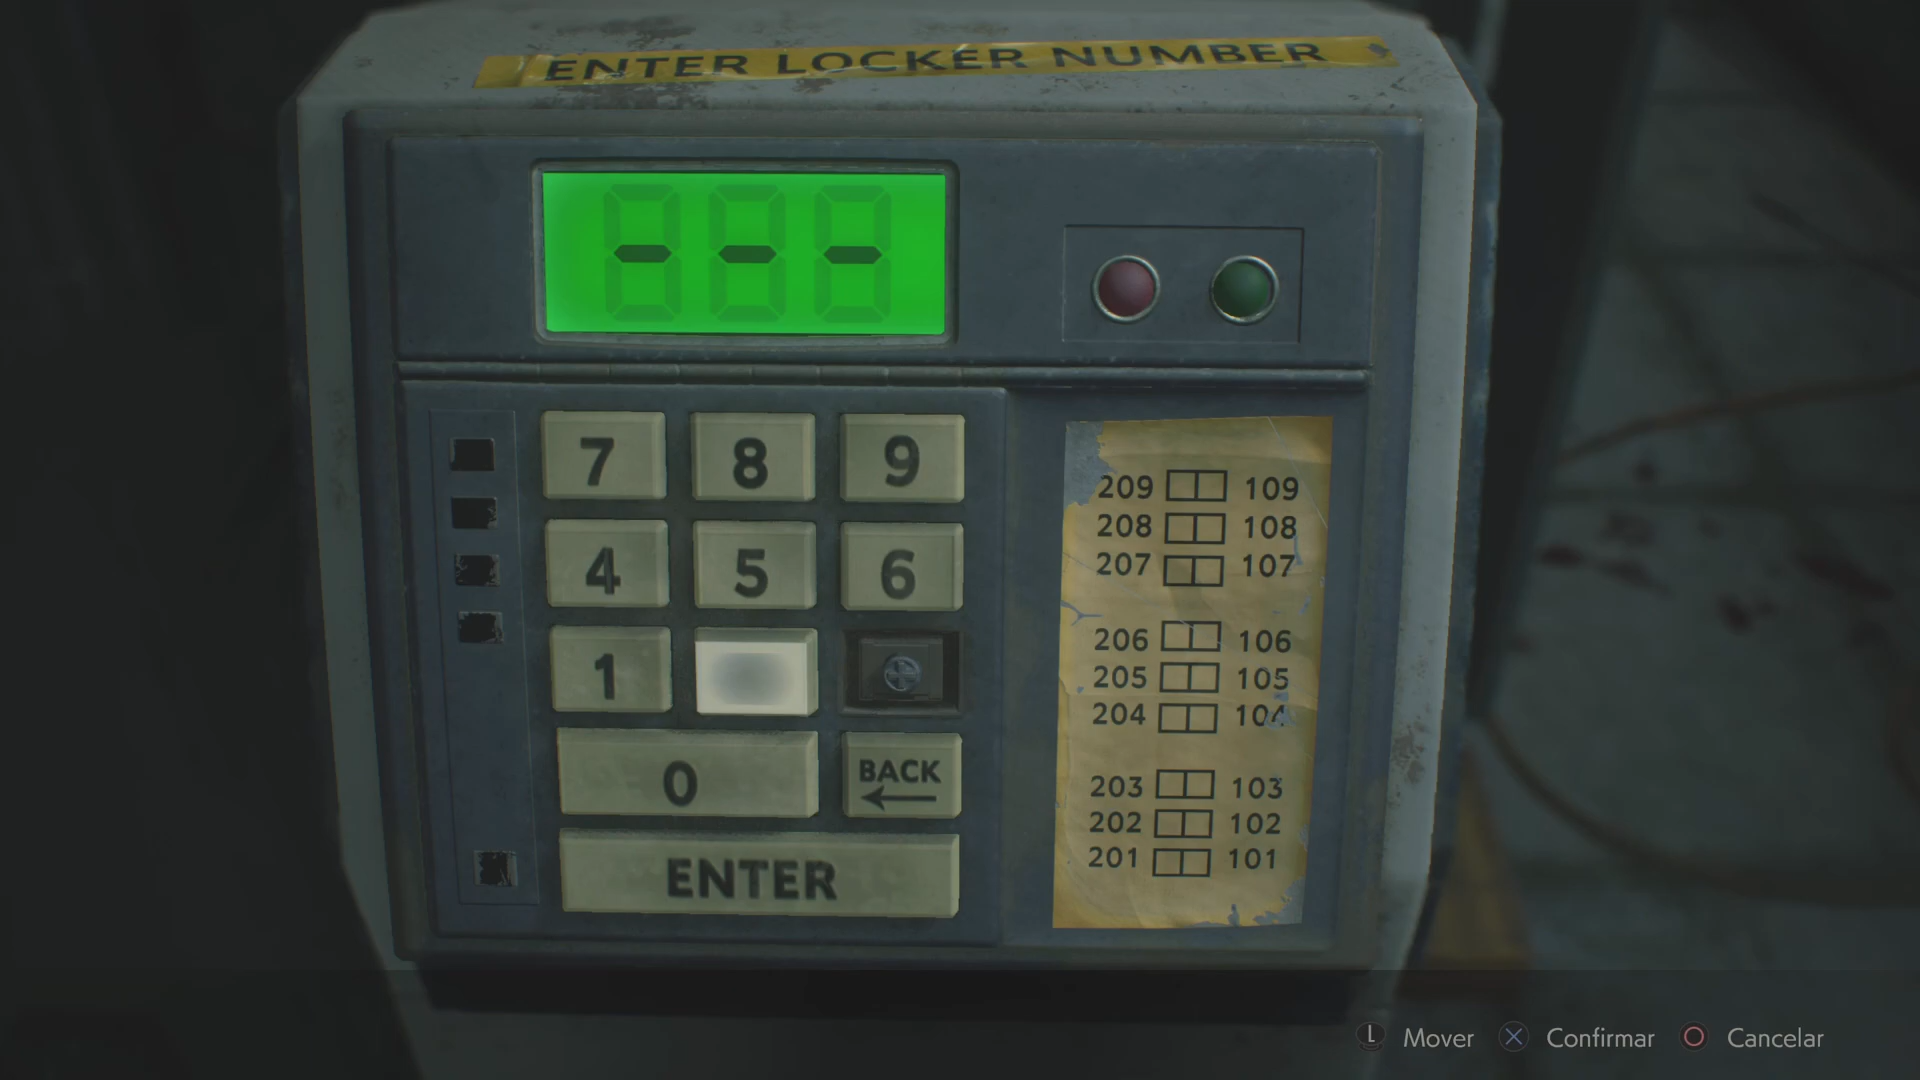 ENTER LOCKER NUMBER
---
7 8 9
4 5 6
1
0 BACK
ENTER
209 109
208 108
207 107
206 106
205 105
204 104
203 103
202 102
201 101
L Mover Confirmar Cancelar